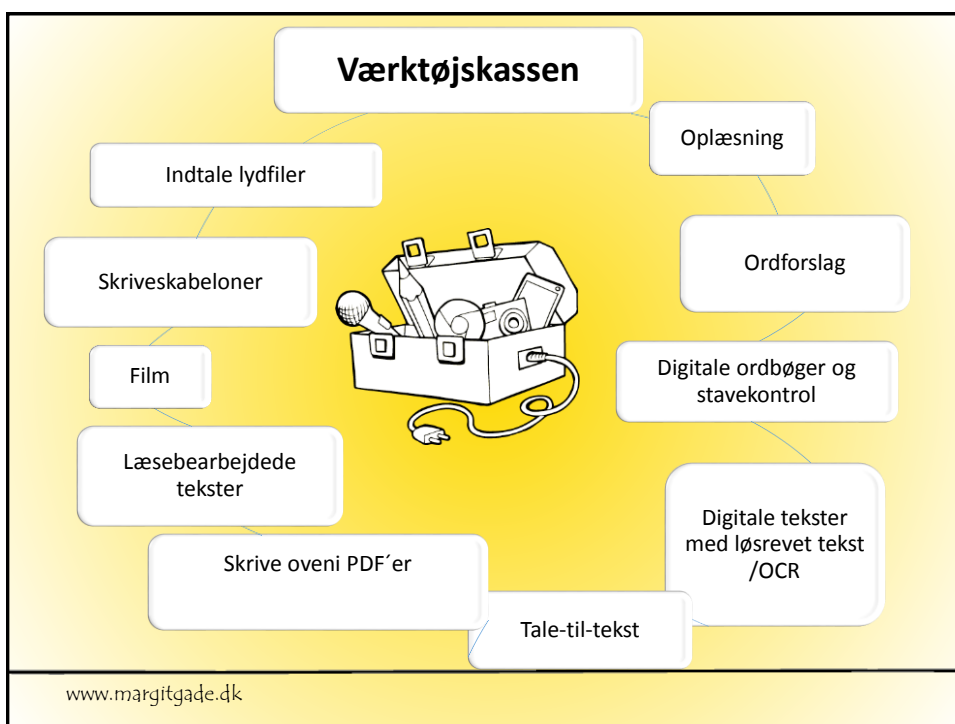 Værktøjskassen
Oplæsning
Ordforslag
Digitale ordbøger og
stavekontrol
Digitale tekster
med løsrevet tekst
/OCR
Tale-til-tekst
Skrive oveni PDF´er
Læsebearbejdede
tekster
Film
Skriveskabeloner
Indtale lydfiler
www.margitgade.dk